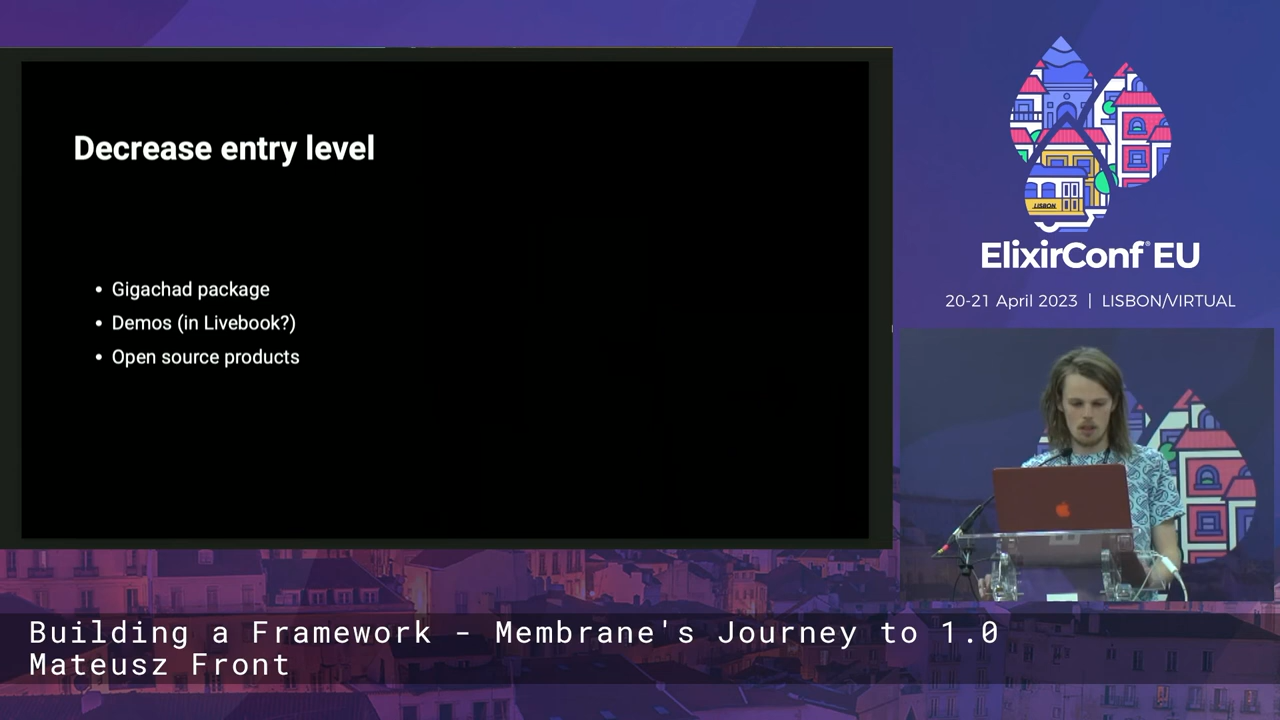 Decrease entry level
• Gigachad package
• Demos (in Livebook?)
• Open source products
LISBON
ElixirConf® EU
20-21 April 2023 | LISBON/VIRTUAL
Building a Framework - Membrane's Journey to 1.0
Mateusz Front